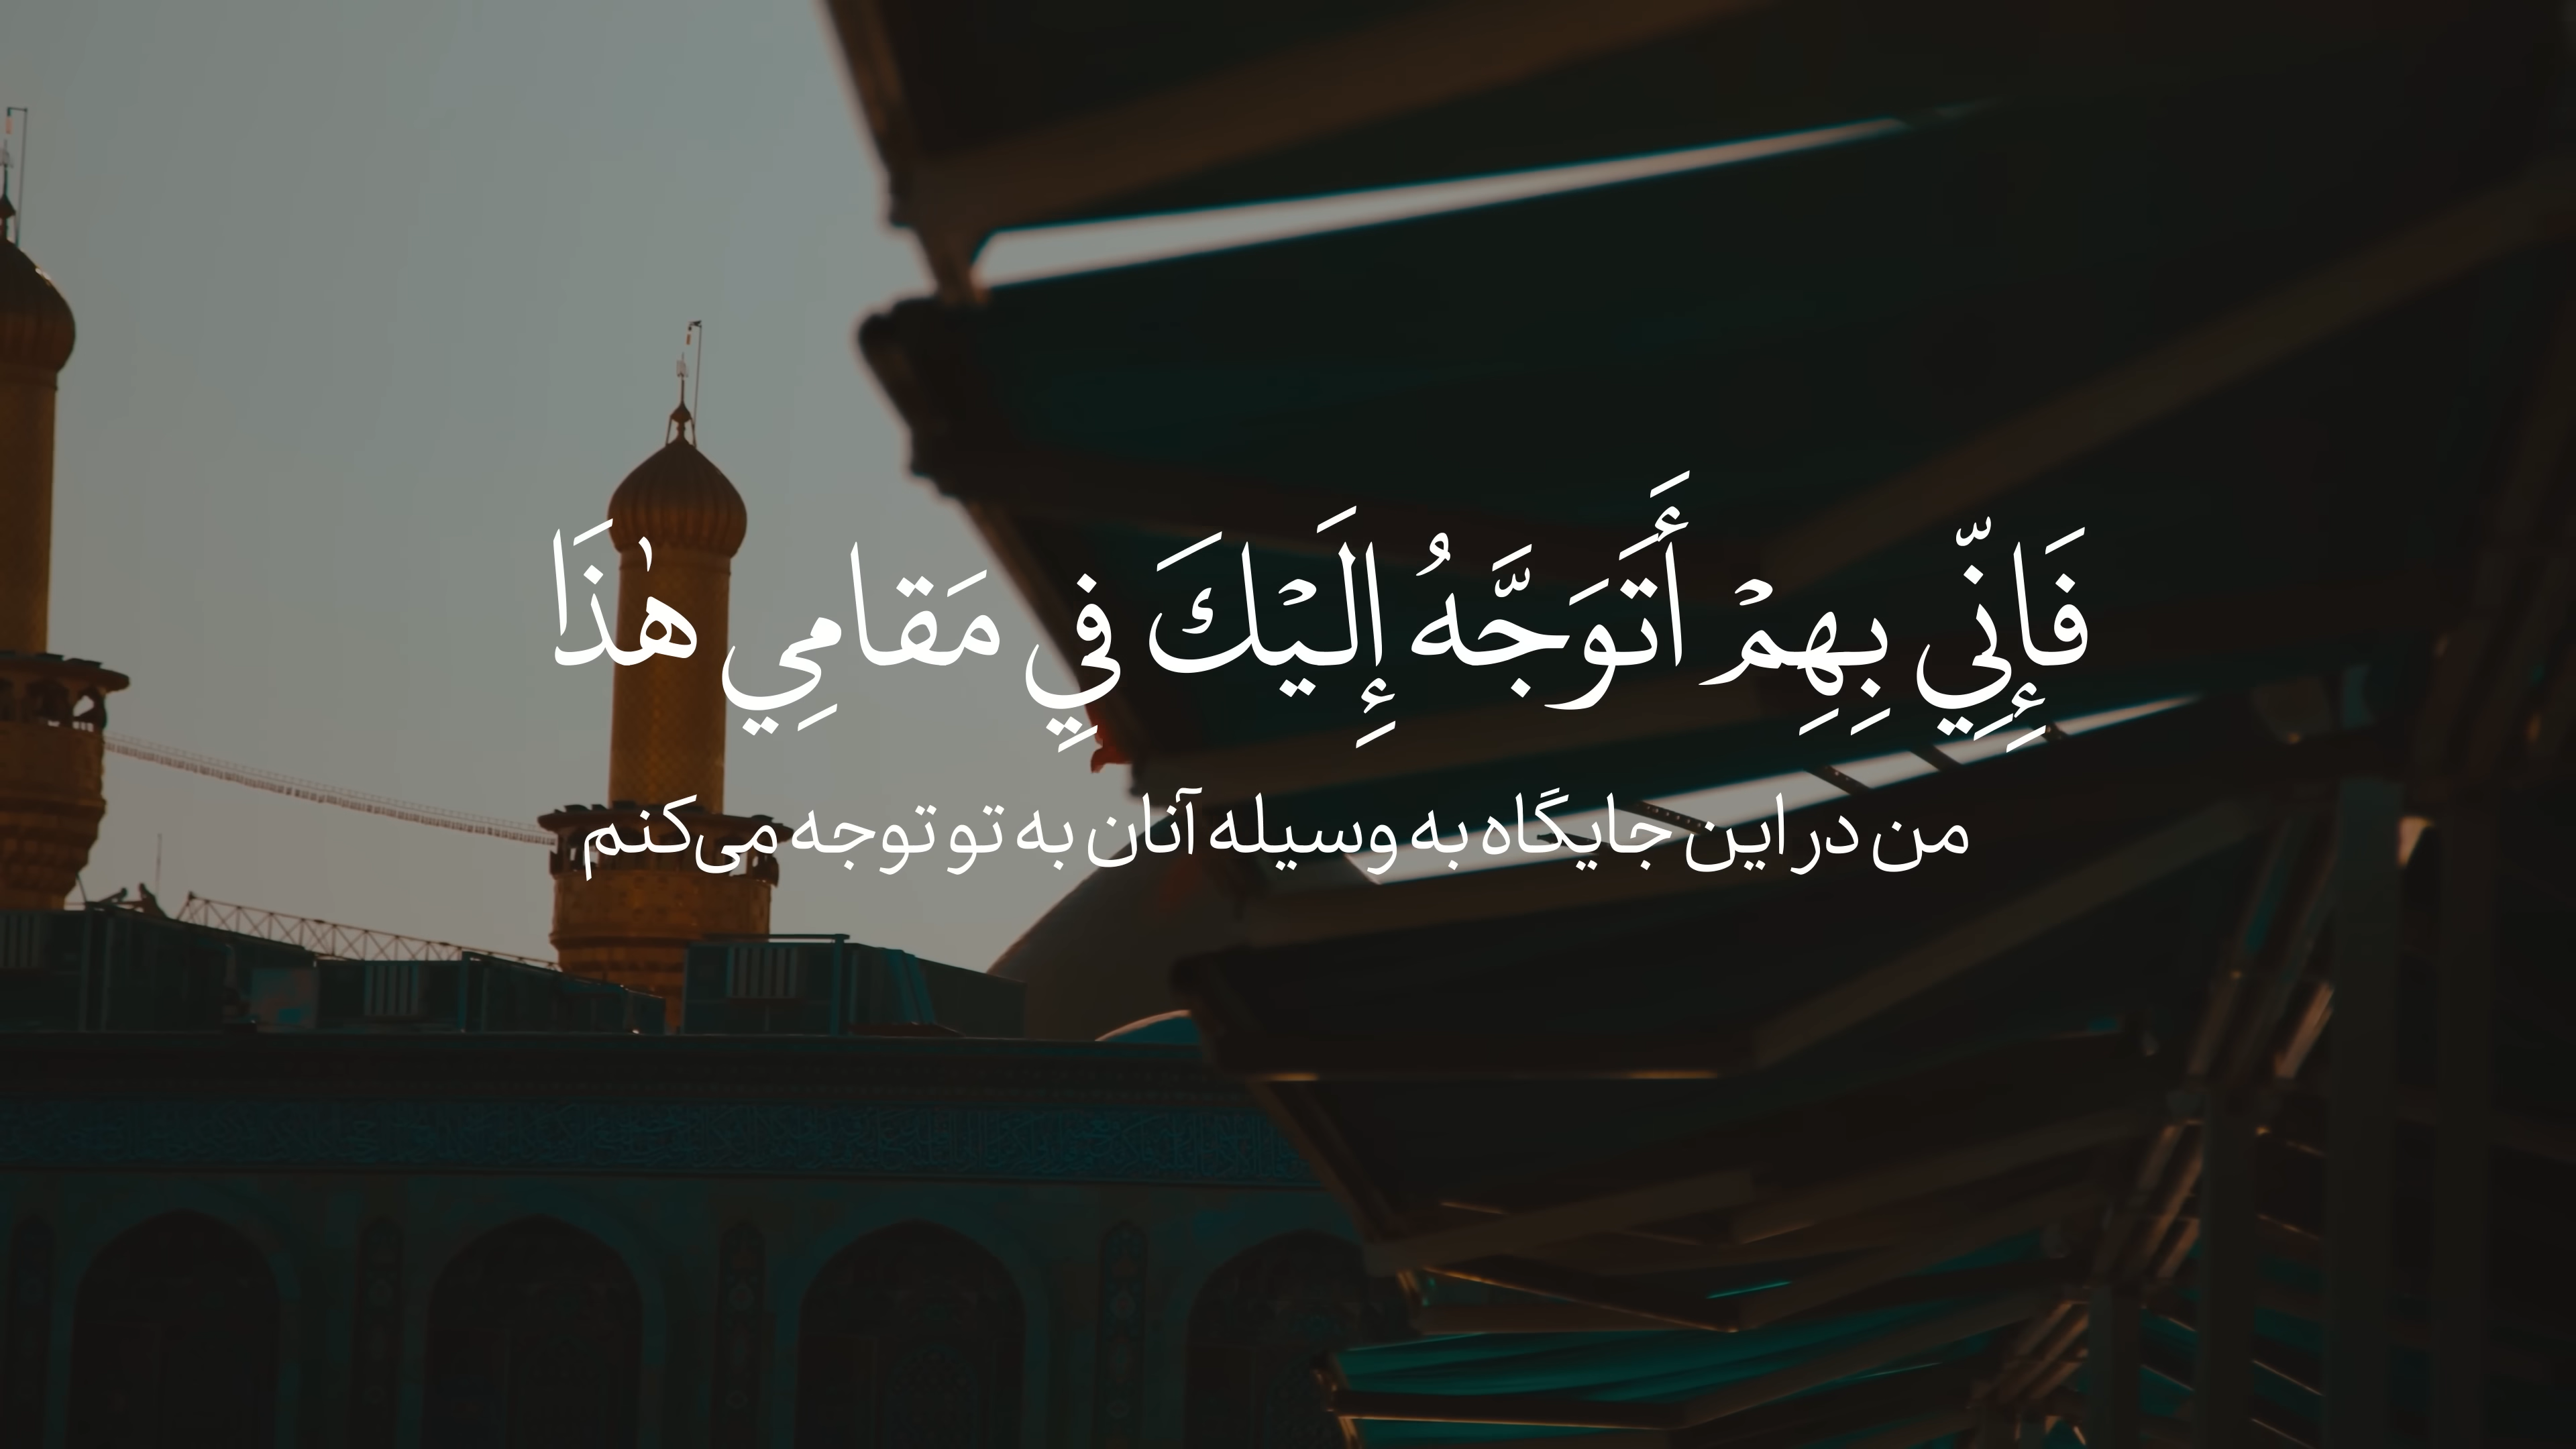 فَإِنِّي بِهِمْ أَتَوَجَّهُ إِلَيْكَ فِي مَقامِي هٰذَا
من در این جایگاه به وسیله آنان به تو توجه می‌کنم